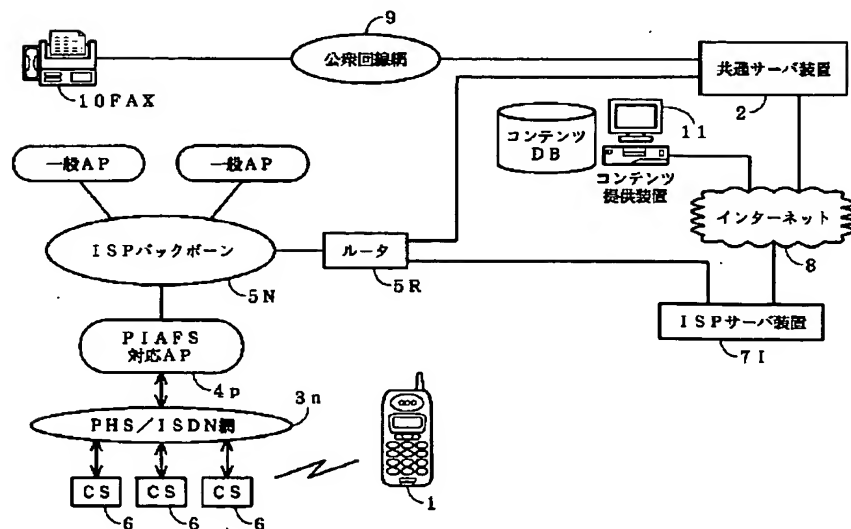 9
公衆回線網
共通サーバ装置
2
10FAX
11
コンテンツ
DB
コンテンツ
提供装置
一般AP
一般AP
インターネット
8
ISPバックボーン
5N
ルータ
5R
ISPサーバ装置
7I
PIAFS
対応AP
4p
3n
PHS/ISDN網
CS
CS
CS
6
6
6
1